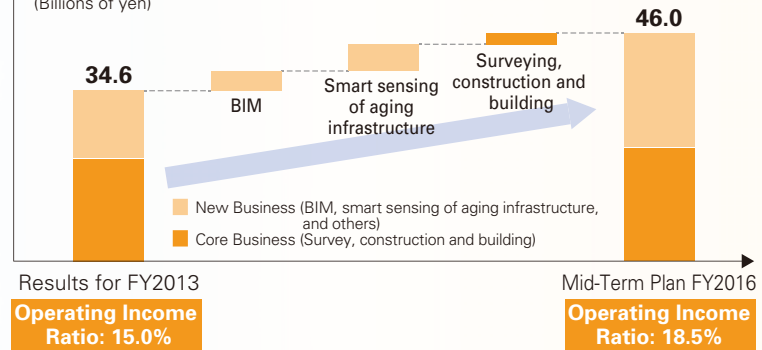 (Billions of yen)
46.0
34.6
BIM
Smart sensing
of aging
infrastructure
Surveying,
construction and
building
New Business (BIM, smart sensing of aging infrastructure,
and others)
Core Business (Survey, construction and building)
Results for FY2013
Operating Income
Ratio: 15.0%
Mid-Term Plan FY2016
Operating Income
Ratio: 18.5%